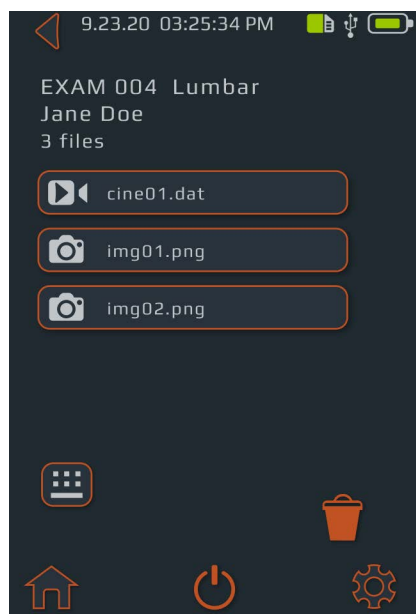 9.23.20 03:25:34 PM
EXAM 004 Lumbar
Jane Doe
3 files
cine01.dat
img01.png
img02.png